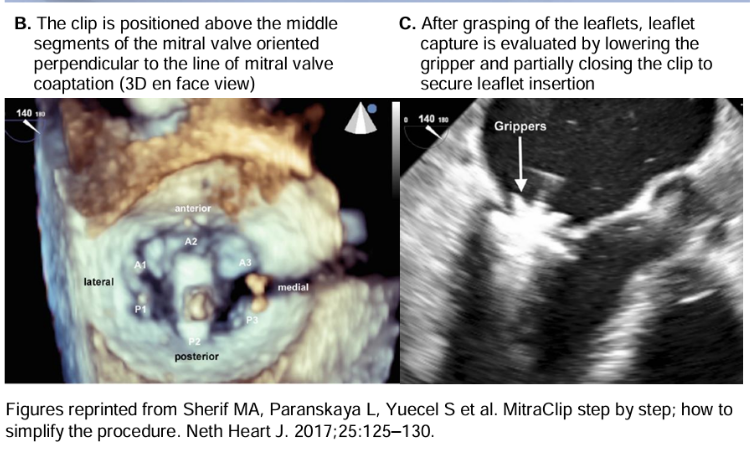 B. The clip is positioned above the middle
segments of the mitral valve oriented
perpendicular to the line of mitral valve
coaptation (3D en face view)
C. After grasping of the leaflets, leaflet
capture is evaluated by lowering the
gripper and partially closing the clip to
secure leaflet insertion
140 180
anterior
A2
A1
A3
lateral
medial
P1
P3
P2
posterior
0 140 180
Grippers
Figures reprinted from Sherif MA, Paranskaya L, Yuecel S et al. MitraClip step by step; how to
simplify the procedure. Neth Heart J. 2017;25:125–130.